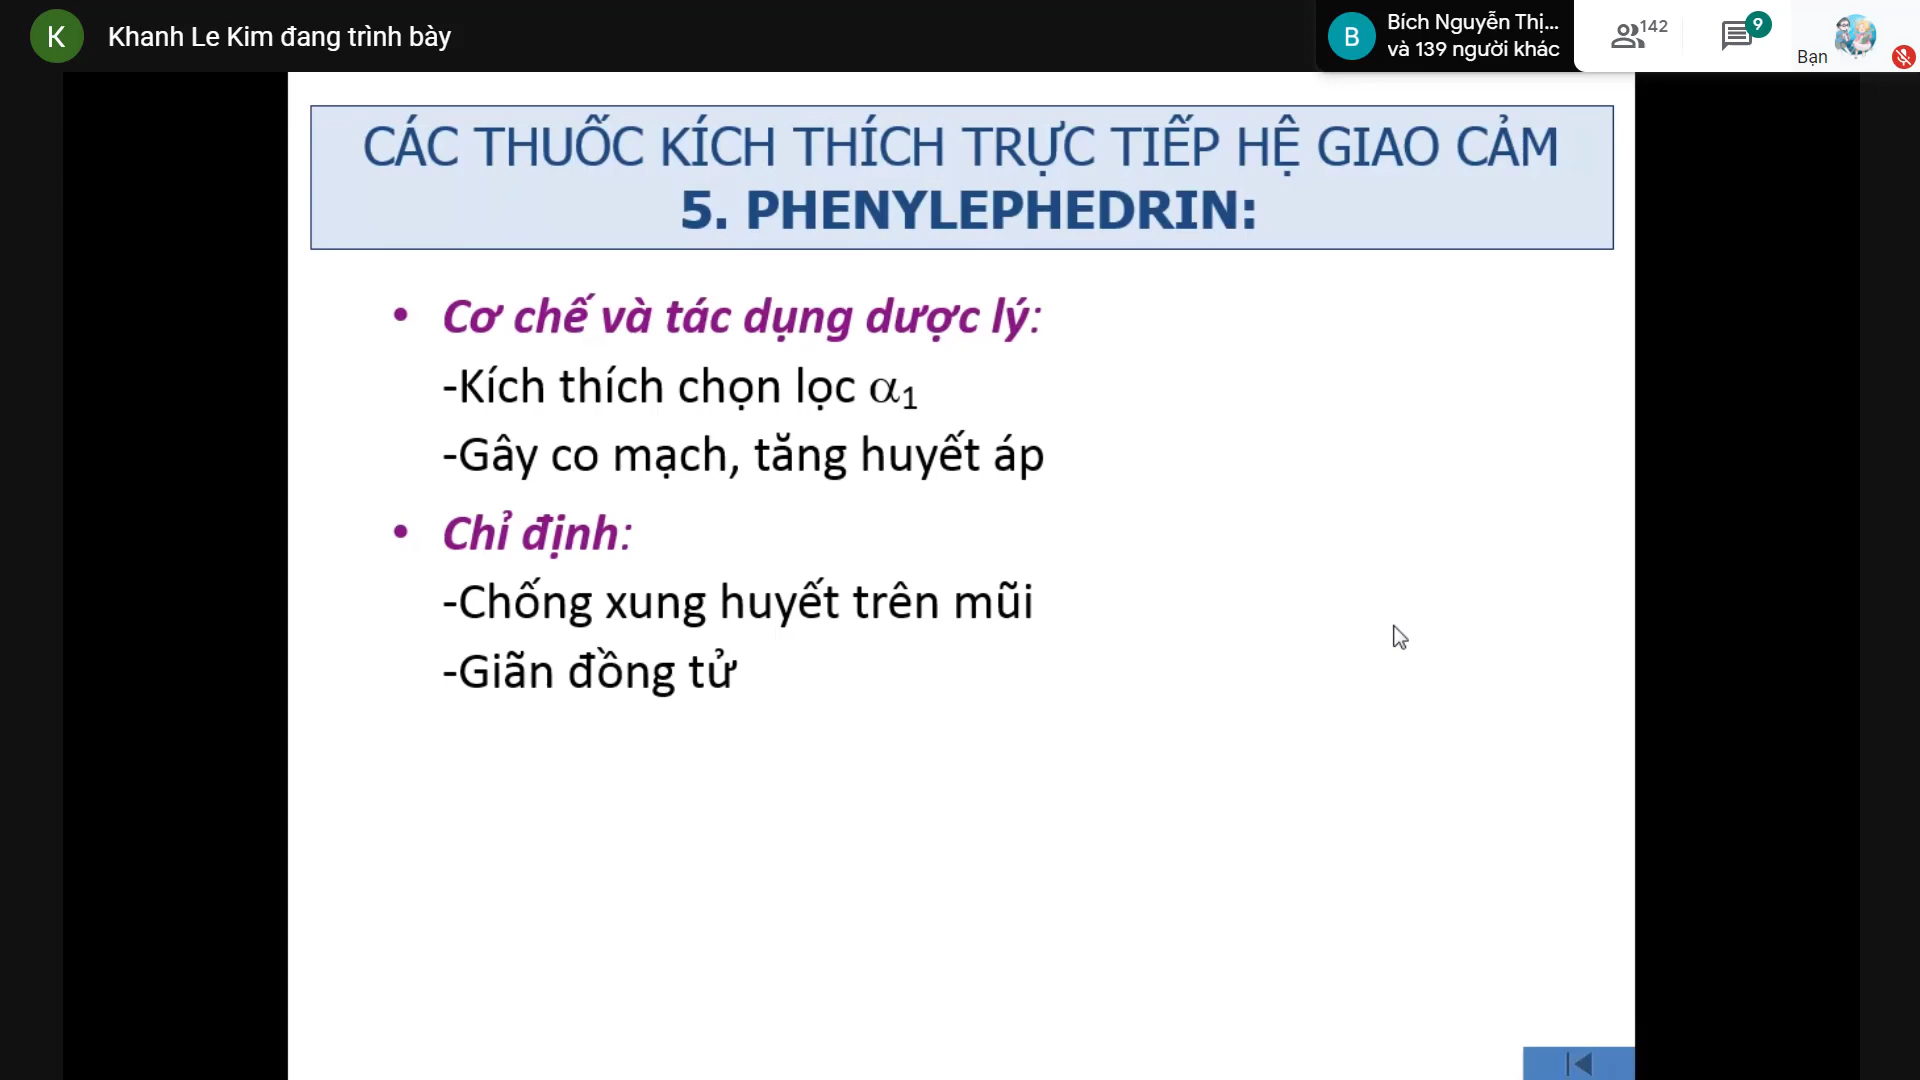 K
Khanh Le Kim đang trình bày
B
Bích Nguyễn Thị...
và 139 người khác
142
9
Bạn
CÁC THUỐC KÍCH THÍCH TRỰC TIẾP HỆ GIAO CẢM
5. PHENYLEPHEDRIN:
• Cơ chế và tác dụng dược lý:
-Kích thích chọn lọc α₁
-Gây co mạch, tăng huyết áp
• Chỉ định:
-Chống xung huyết trên mũi
-Giãn đồng tử